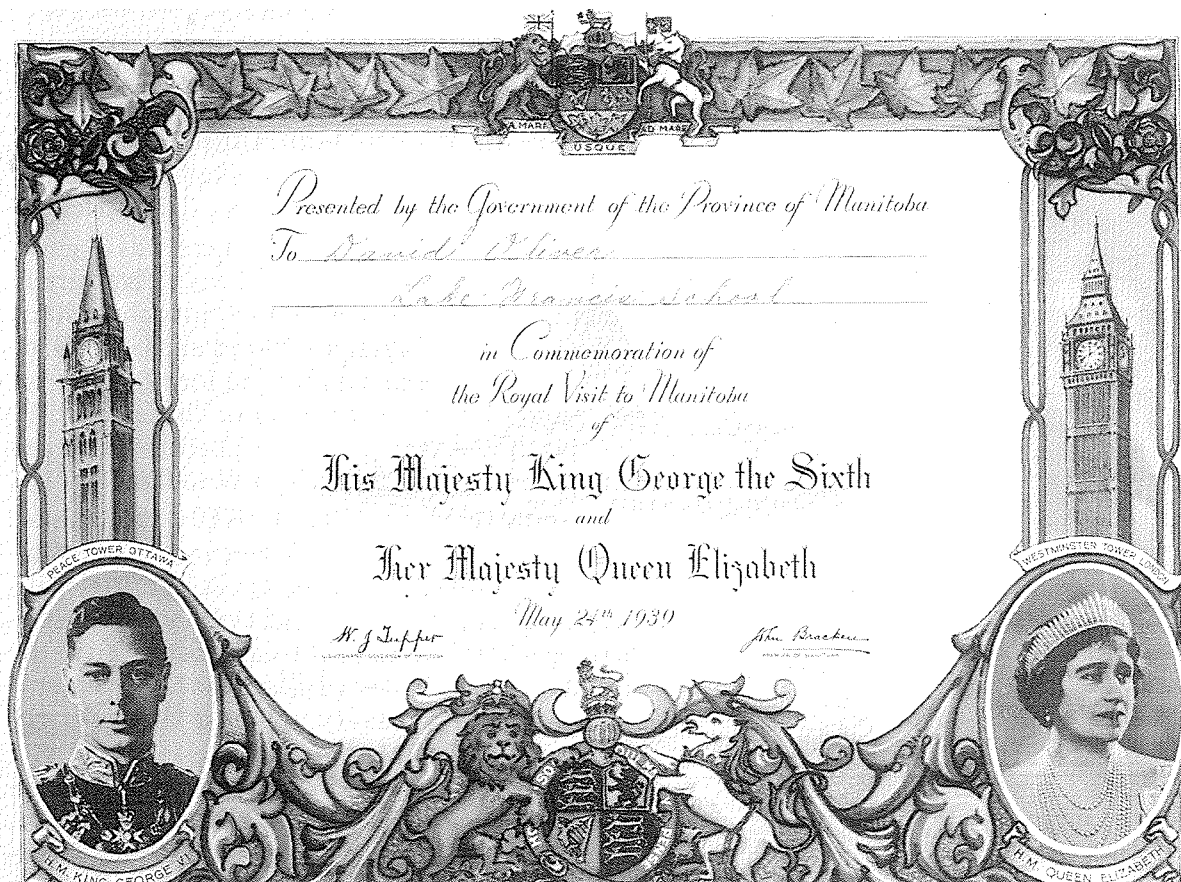 A MARI USQUE AD MARE
Presented by the Government of the Province of Manitoba
To David Oliver
Lake Francis School
in Commemoration of
the Royal Visit to Manitoba
of
His Majesty King George the Sixth
and
Her Majesty Queen Elizabeth
May 24th 1939
W. J. Tupper
John Bracken
PEACE TOWER OTTAWA
WESTMINSTER TOWER LONDON
H.M. KING GEORGE VI
H.M. QUEEN ELIZABETH